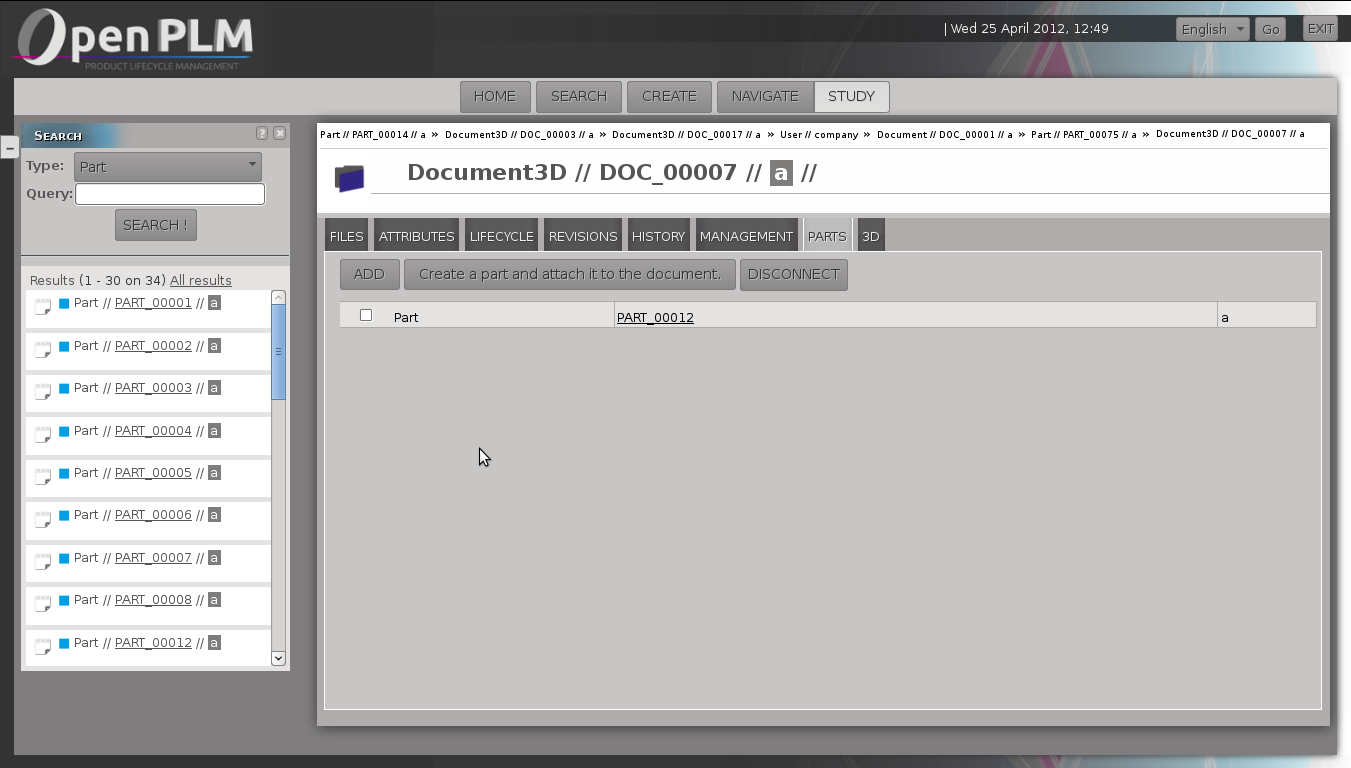 OpenPLM
PRODUCT LIFECYCLE MANAGEMENT
| Wed 25 April 2012, 12:49 English Go EXIT
HOME SEARCH CREATE NAVIGATE STUDY
SEARCH ? ×
Type: Part
Query:
SEARCH !
Results (1 - 30 on 34) All results
Part // PART_00001 // a
Part // PART_00002 // a
Part // PART_00003 // a
Part // PART_00004 // a
Part // PART_00005 // a
Part // PART_00006 // a
Part // PART_00007 // a
Part // PART_00008 // a
Part // PART_00012 // a
Part // PART_00014 // a » Document3D // DOC_00003 // a » Document3D // DOC_00017 // a » User // company » Document // DOC_00001 // a » Part // PART_00075 // a » Document3D // DOC_00007 // a
Document3D // DOC_00007 // a //
FILES ATTRIBUTES LIFECYCLE REVISIONS HISTORY MANAGEMENT PARTS 3D
ADD Create a part and attach it to the document. DISCONNECT
Part PART_00012 a